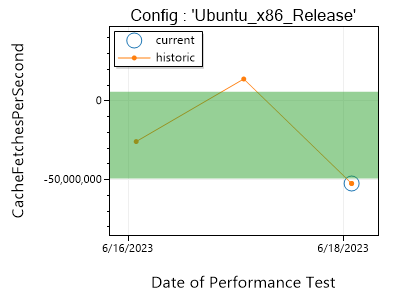 Config : 'Ubuntu_x86_Release'
current
historic
CacheFetchesPerSecond
0
-50,000,000
6/16/2023
6/18/2023
Date of Performance Test